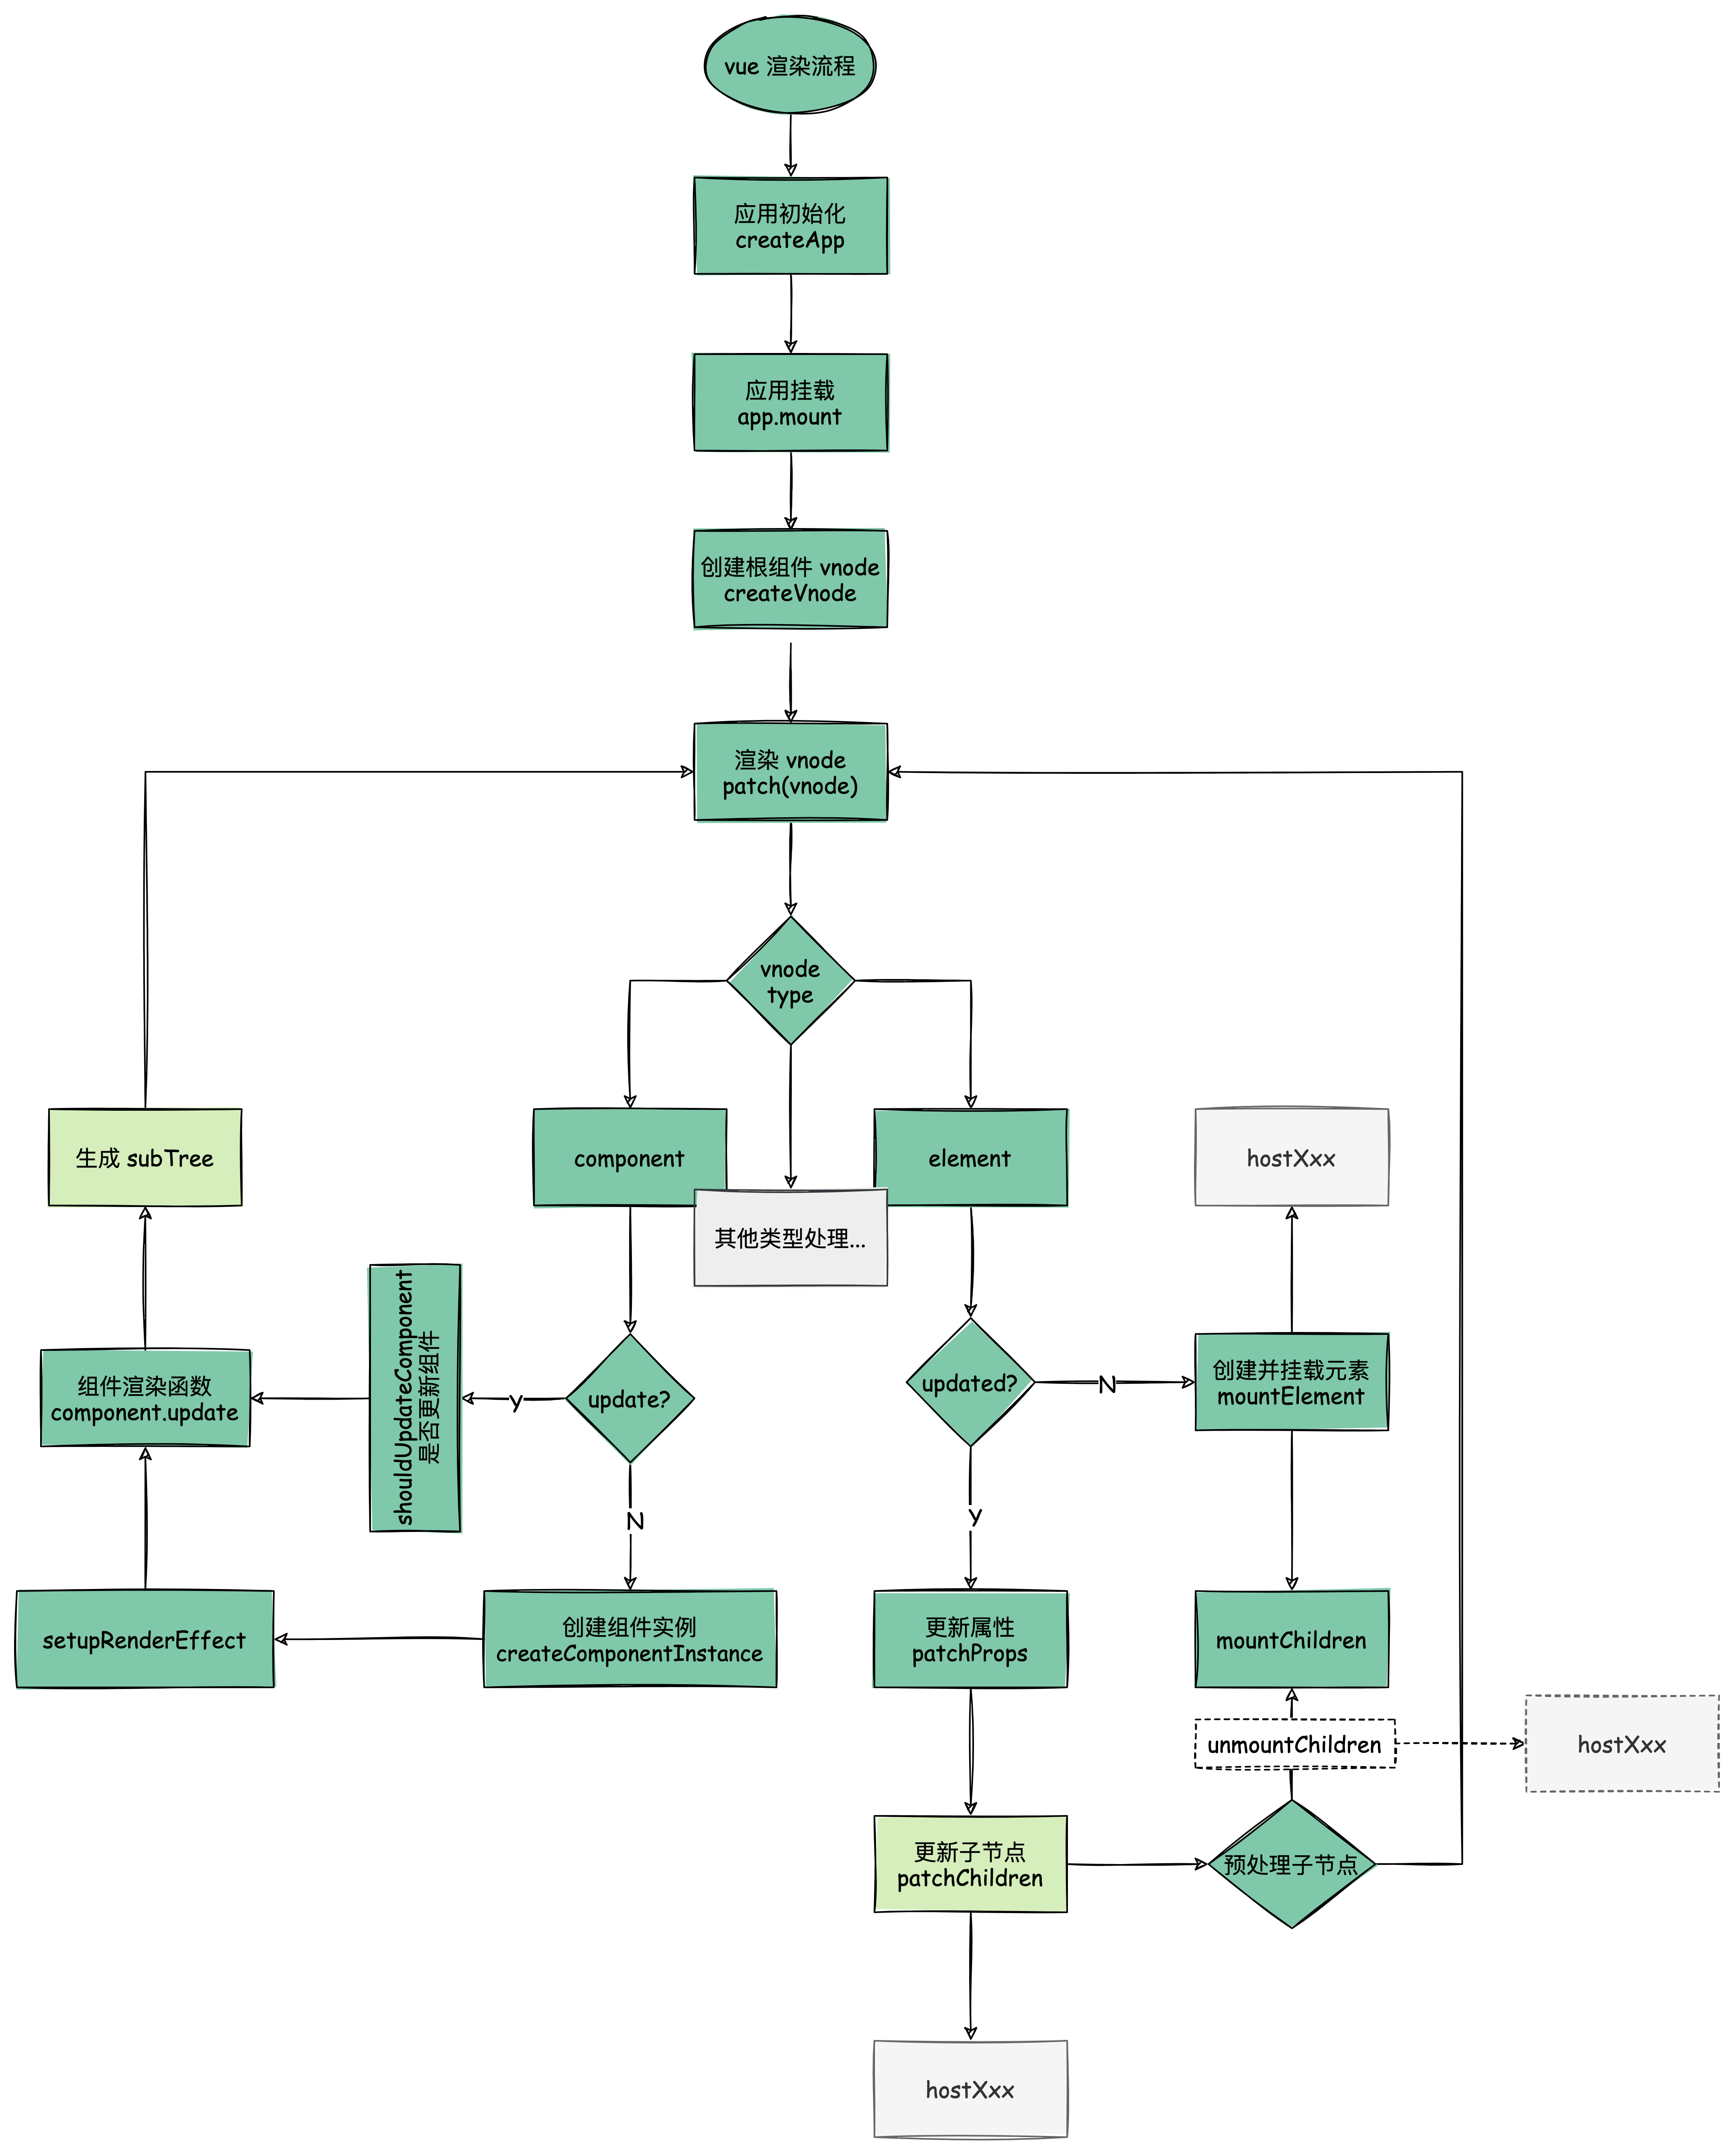 vue 渲染流程
应用初始化
createApp
应用挂载
app.mount
创建根组件 vnode
createVnode
渲染 vnode
patch(vnode)
vnode
type
生成 subTree
component
element
hostXxx
其他类型处理...
组件渲染函数
component.update
shouldUpdateComponent
是否更新组件
Y
update?
updated?
N
创建并挂载元素
mountElement
N
Y
setupRenderEffect
创建组件实例
createComponentInstance
更新属性
patchProps
mountChildren
unmountChildren
hostXxx
更新子节点
patchChildren
预处理子节点
hostXxx